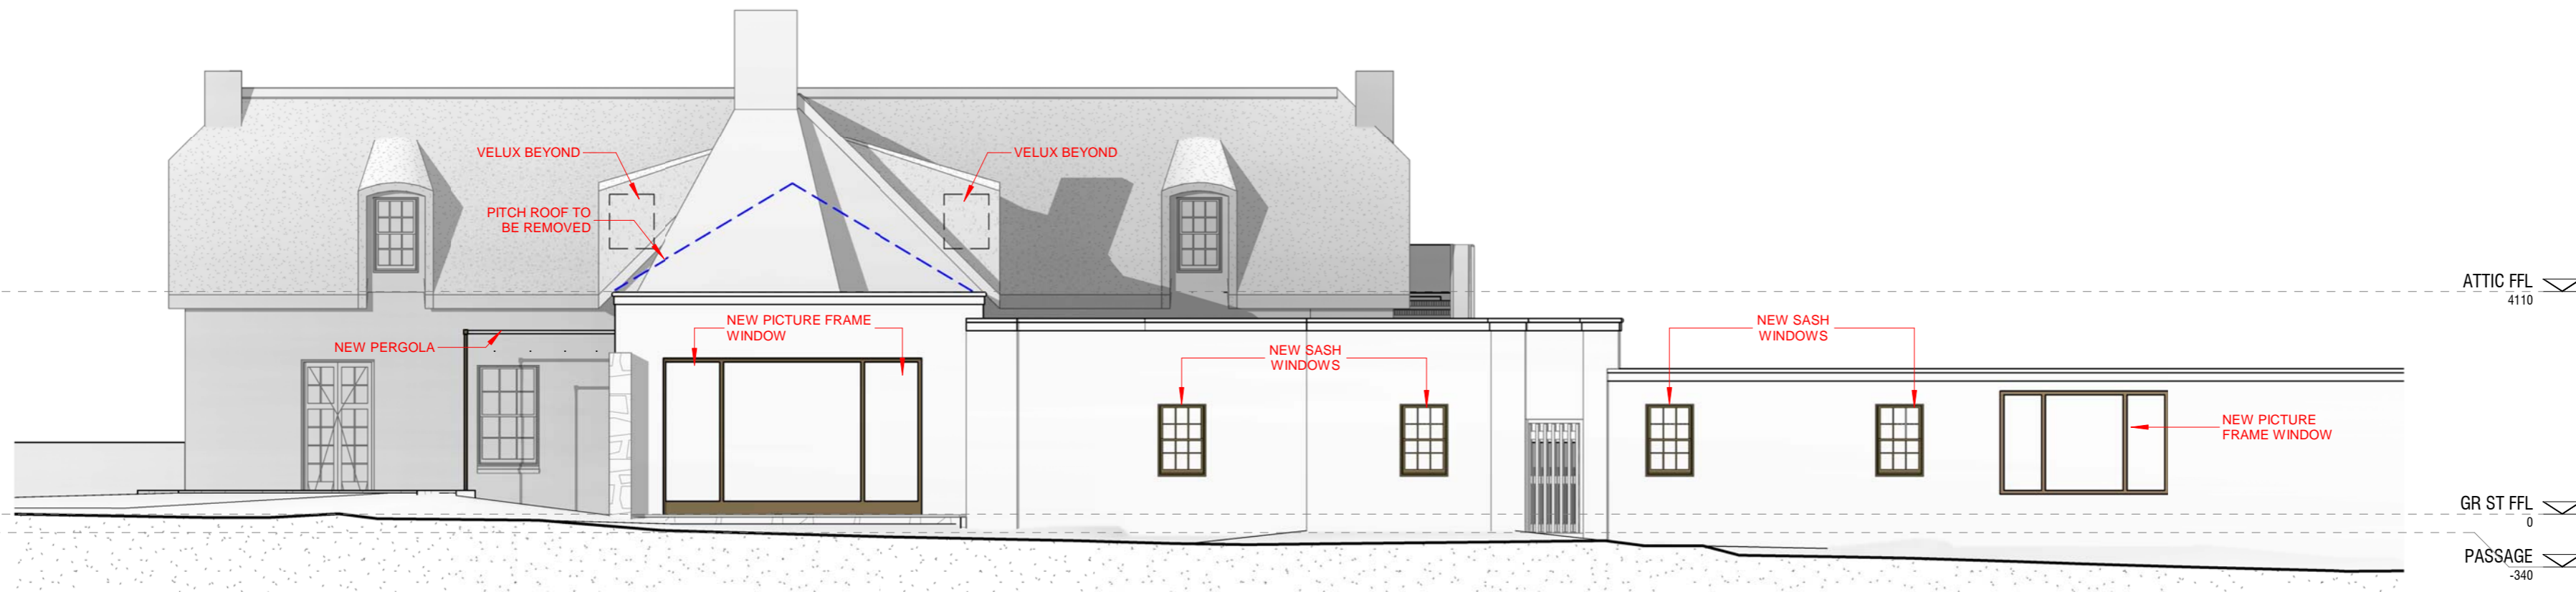 VELUX BEYOND
VELUX BEYOND
PITCH ROOF TO
BE REMOVED
ATTIC FFL
4110
NEW PICTURE FRAME
WINDOW
NEW SASH
WINDOWS
NEW PERGOLA
NEW SASH
WINDOWS
NEW PICTURE
FRAME WINDOW
GR ST FFL
0
PASSAGE
-340